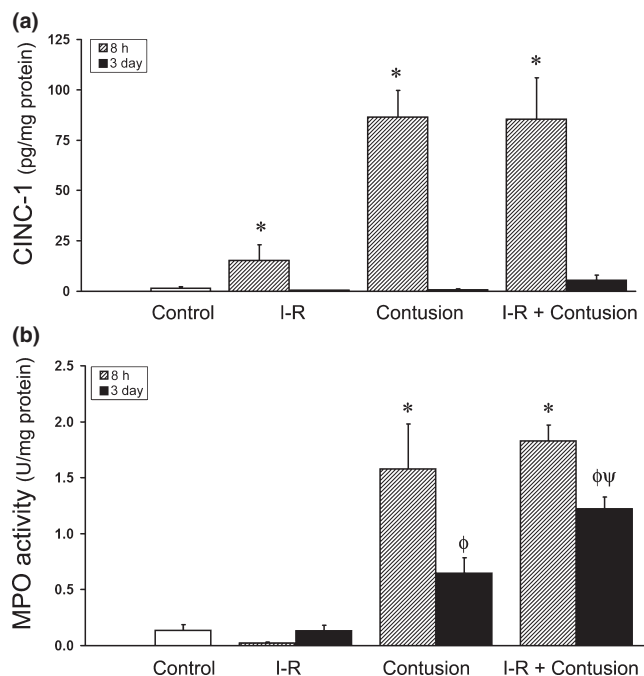 (a)
125
100
75
50
25
0
CINC-1 (pg/mg protein)
8 h
3 day
*
*
*
Control
I-R
Contusion
I-R + Contusion
(b)
2.5
2.0
1.5
1.0
0.5
0.0
MPO activity (U/mg protein)
8 h
3 day
*
ϕ
*
ϕψ
Control
I-R
Contusion
I-R + Contusion